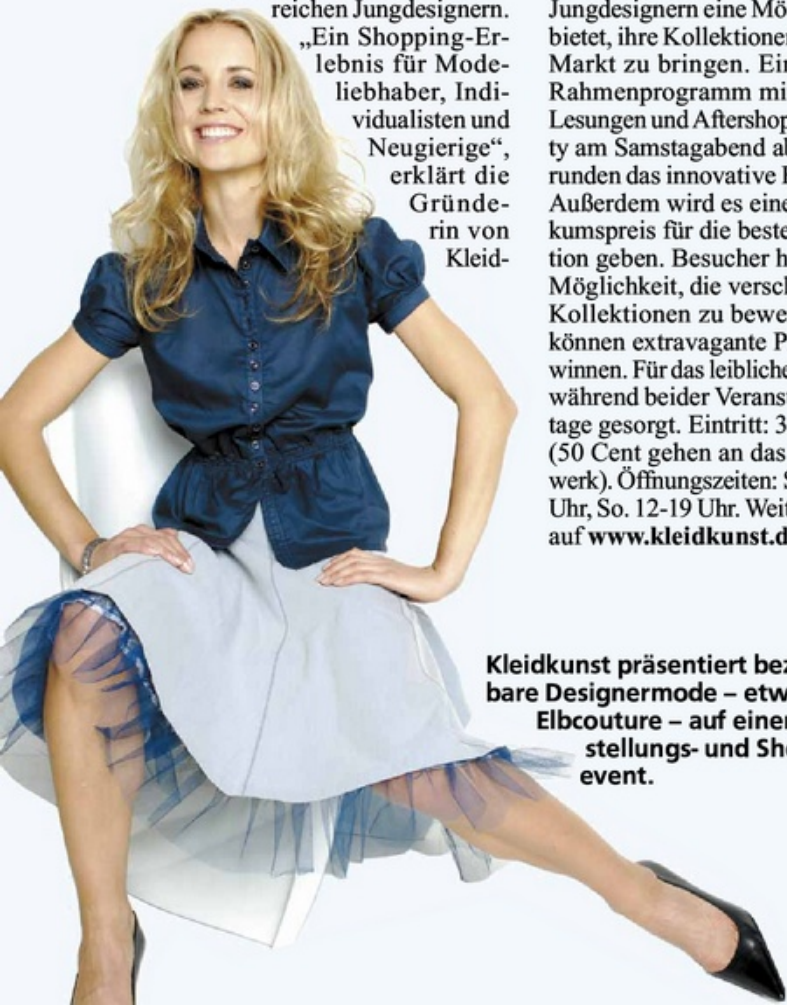 reichen Jungdesignern.
„Ein Shopping-Er-
lebnis für Mode-
liebhaber, Indi-
vidualisten und
Neugierige“,
erklärt die
Gründe-
rin von
Kleid-
Jungdesignern eine Mö
bietet, ihre Kollektione
Markt zu bringen. Ein
Rahmenprogramm mi
Lesungen und Aftershop
ty am Samstagabend al
runden das innovative
Außerdem wird es eine
kumspreis für die beste
tion geben. Besucher h
Möglichkeit, die versch
Kollektionen zu bewe
können extravagante P
winnen. Für das leibliche
während beider Veranst
tage gesorgt. Eintritt: 3
(50 Cent gehen an das
werk). Öffnungszeiten: S
Uhr, So. 12-19 Uhr. Weit
auf www.kleidkunst.d
Kleidkunst präsentiert bez
bare Designermode – etw
Elbcouture – auf einer
stellungs- und Sho
event.